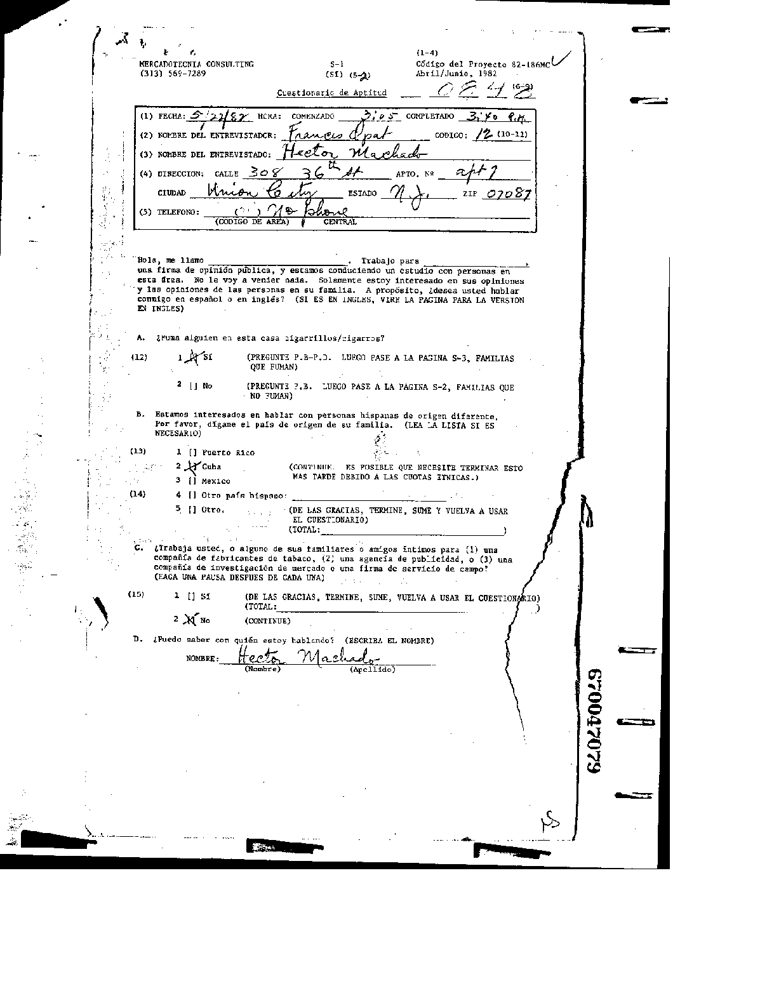 MERCADOTECNIA CONSULTING
(313) 569-7289
S-1
(SI) (S-2)
(1-4)
Código del Proyecto 82-186MC
Abril/Junio, 1982
Cuestionario de Aptitud
(6-9)
(1) FECHA: 5/22/82 HORA: COMENZADO 3:05 COMPLETADO 3:40 P.M.
(2) NOMBRE DEL ENTREVISTADOR: Frances Opat CODIGO: 12 (10-11)
(3) NOMBRE DEL ENTREVISTADO: Hector Machado
(4) DIRECCION: CALLE 308 36th St APTO. Nº apt 7
CIUDAD Union City ESTADO N.J. ZIP 07087
(5) TELEFONO: ( ) No Phone
(CODIGO DE AREA) CENTRAL
Hola, me llamo . Trabajo para ,
una firma de opinión pública, y estamos conduciendo un estudio con personas en
esta área. No le voy a vender nada. Solamente estoy interesado en sus opiniones
y las opiniones de las personas en su familia. A propósito, ¿desea usted hablar
conmigo en español o en inglés? (SI ES EN INGLES, VIRE LA PAGINA PARA LA VERSION
EN INGLES)
A. ¿Fuma alguien en esta casa cigarrillos/cigarros?
(12) 1 [] Sí (PREGUNTE P.B-P.D. LUEGO PASE A LA PAGINA S-3, FAMILIAS
QUE FUMAN)
2 [] No (PREGUNTE P.B. LUEGO PASE A LA PAGINA S-2, FAMILIAS QUE
NO FUMAN)
B. Estamos interesados en hablar con personas hispanas de origen diferente.
Por favor, dígame el país de origen de su familia. (LEA LA LISTA SI ES
NECESARIO)
(13) 1 [] Puerto Rico
2 [] Cuba (CONTINUE. ES POSIBLE QUE NECESITE TERMINAR ESTO
3 [] Mexico MAS TARDE DEBIDO A LAS CUOTAS ETNICAS.)
(14) 4 [] Otro país hispano:
5 [] Otro. (DE LAS GRACIAS, TERMINE, SUME Y VUELVA A USAR
EL CUESTIONARIO)
(TOTAL: )
C. ¿Trabaja usted, o alguno de sus familiares o amigos íntimos para (1) una
compañía de fabricantes de tabaco, (2) una agencia de publicidad, o (3) una
compañía de investigación de mercado o una firma de servicio de campo?
(HAGA UNA PAUSA DESPUES DE CADA UNA)
(15) 1 [] Sí (DE LAS GRACIAS, TERMINE, SUME, VUELVA A USAR EL CUESTIONARIO)
(TOTAL: )
2 [X] No (CONTINUE)
D. ¿Puedo saber con quién estoy hablando? (ESCRIBA EL NOMBRE)
NOMBRE: Hector Machado
(Nombre) (Apellido)
670047079